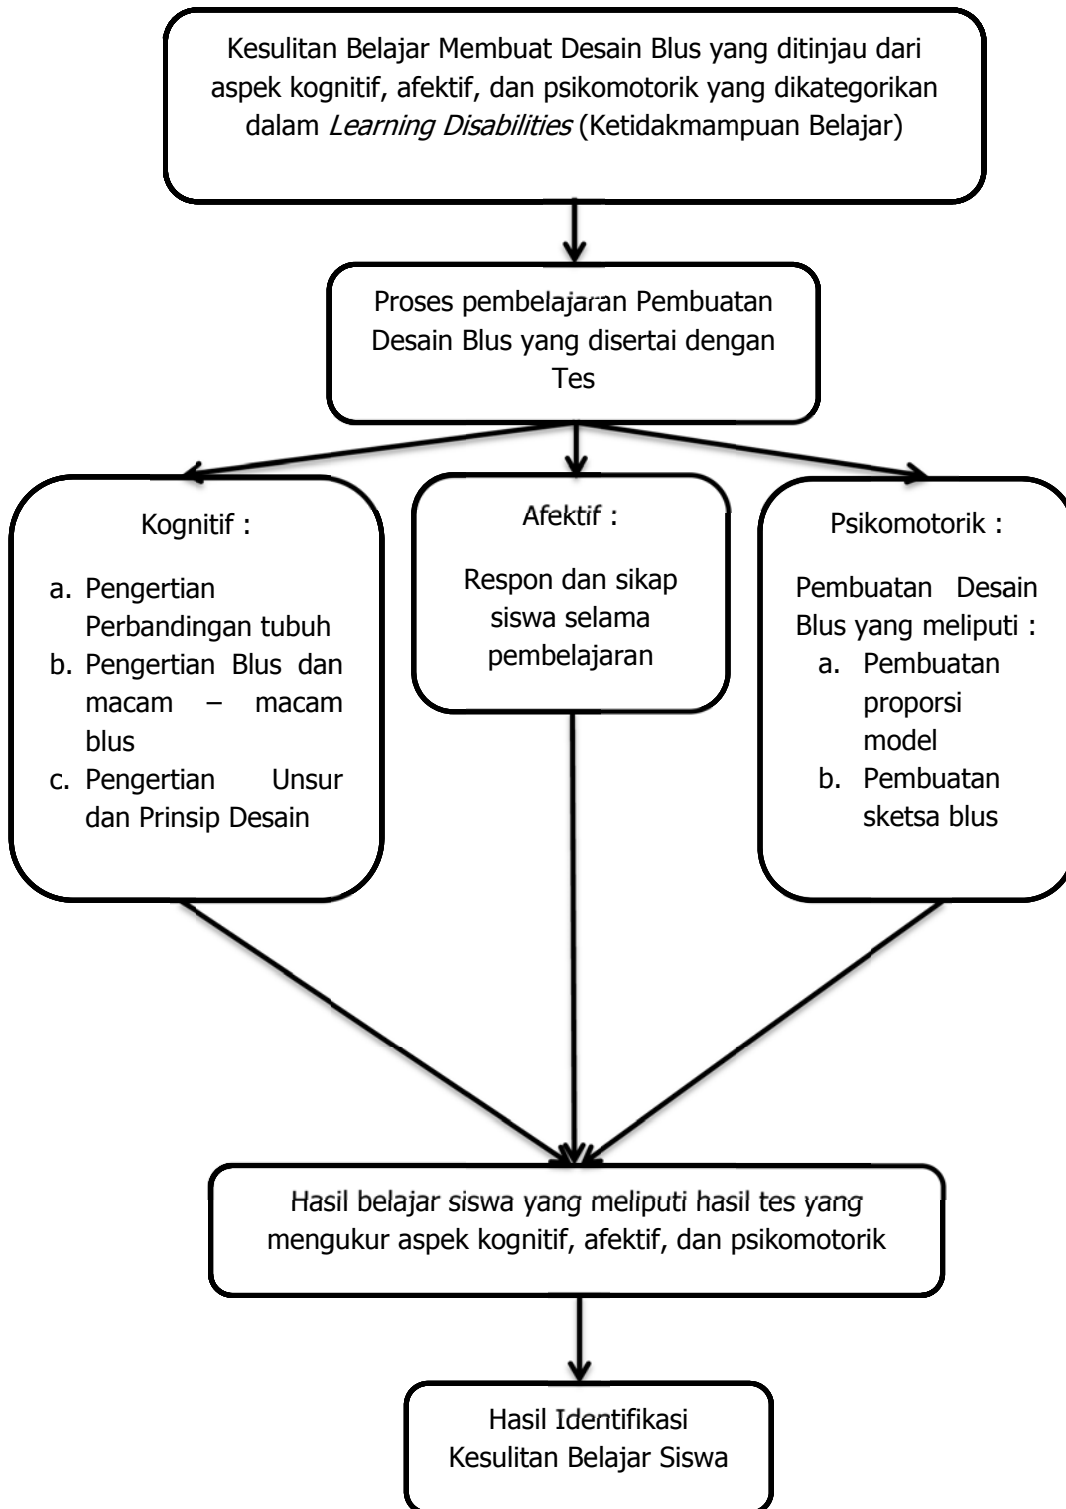 Kesulitan Belajar Membuat Desain Blus yang ditinjau dari
aspek kognitif, afektif, dan psikomotorik yang dikategorikan
dalam Learning Disabilities (Ketidakmampuan Belajar)
Proses pembelajaran Pembuatan
Desain Blus yang disertai dengan
Tes
Kognitif :
a. Pengertian
Perbandingan tubuh
b. Pengertian Blus dan
macam – macam
blus
c. Pengertian Unsur
dan Prinsip Desain
Afektif :
Respon dan sikap
siswa selama
pembelajaran
Psikomotorik :
Pembuatan Desain
Blus yang meliputi :
a. Pembuatan
proporsi
model
b. Pembuatan
sketsa blus
Hasil belajar siswa yang meliputi hasil tes yang
mengukur aspek kognitif, afektif, dan psikomotorik
Hasil Identifikasi
Kesulitan Belajar Siswa